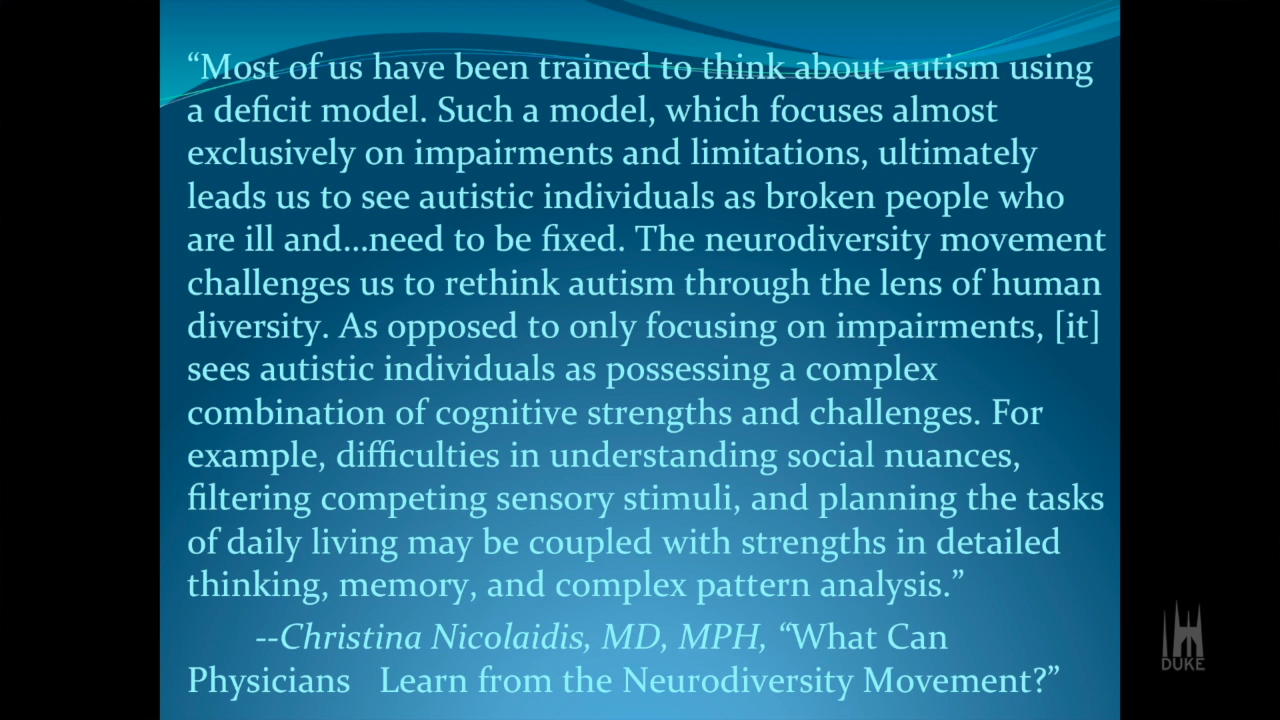 “Most of us have been trained to think about autism using
a deficit model. Such a model, which focuses almost
exclusively on impairments and limitations, ultimately
leads us to see autistic individuals as broken people who
are ill and...need to be fixed. The neurodiversity movement
challenges us to rethink autism through the lens of human
diversity. As opposed to only focusing on impairments, [it]
sees autistic individuals as possessing a complex
combination of cognitive strengths and challenges. For
example, difficulties in understanding social nuances,
filtering competing sensory stimuli, and planning the tasks
of daily living may be coupled with strengths in detailed
thinking, memory, and complex pattern analysis.”
--Christina Nicolaidis, MD, MPH, “What Can
Physicians Learn from the Neurodiversity Movement?”
DUKE